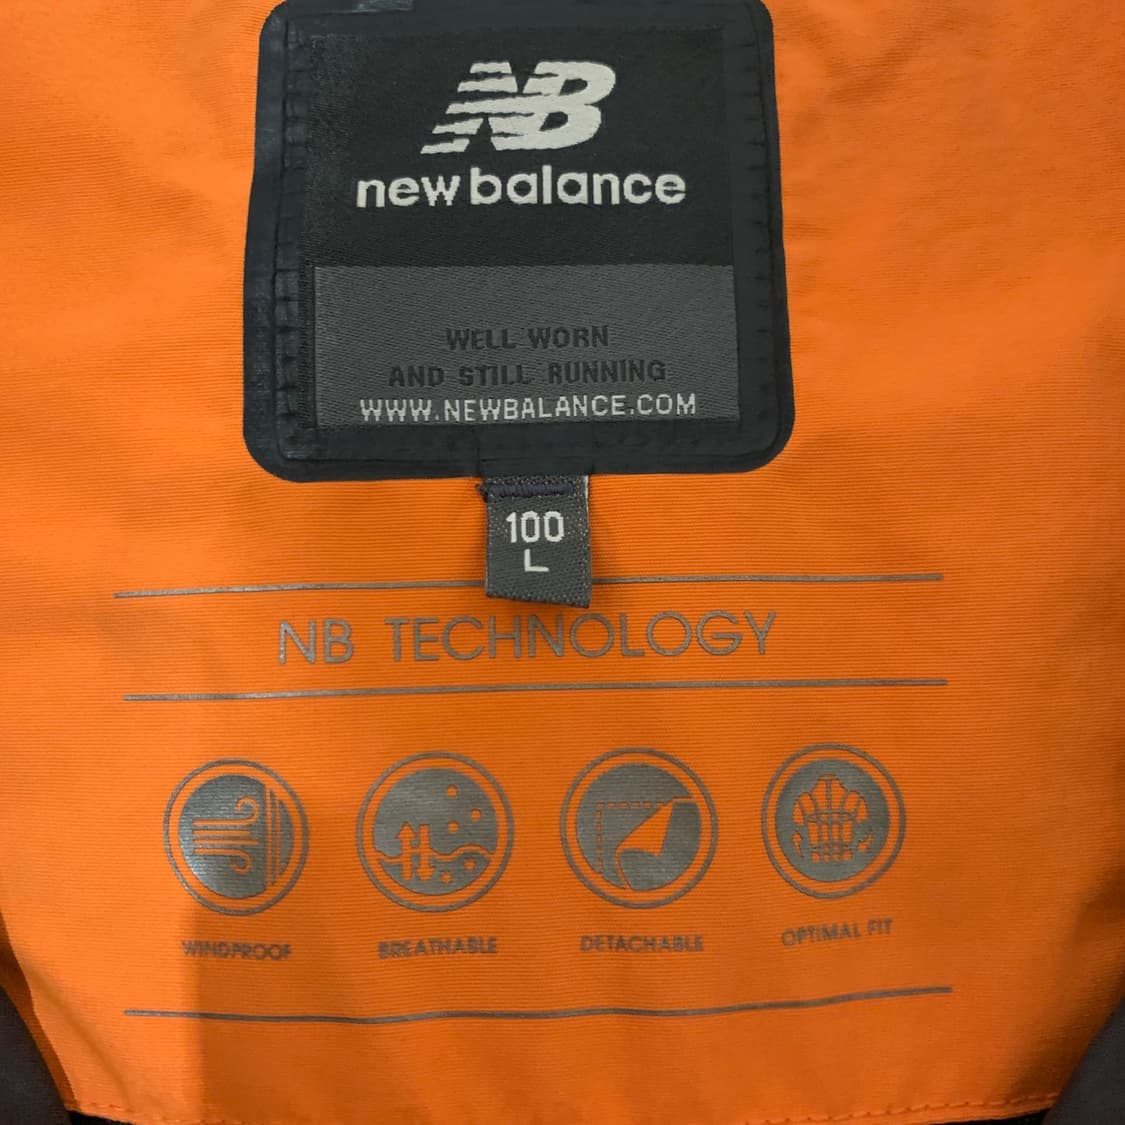 NB
new balance
WELL WORN
AND STILL RUNNING
WWW.NEWBALANCE.COM
100
L
NB TECHNOLOGY
WINDPROOF BREATHABLE DETACHABLE OPTIMAL FIT